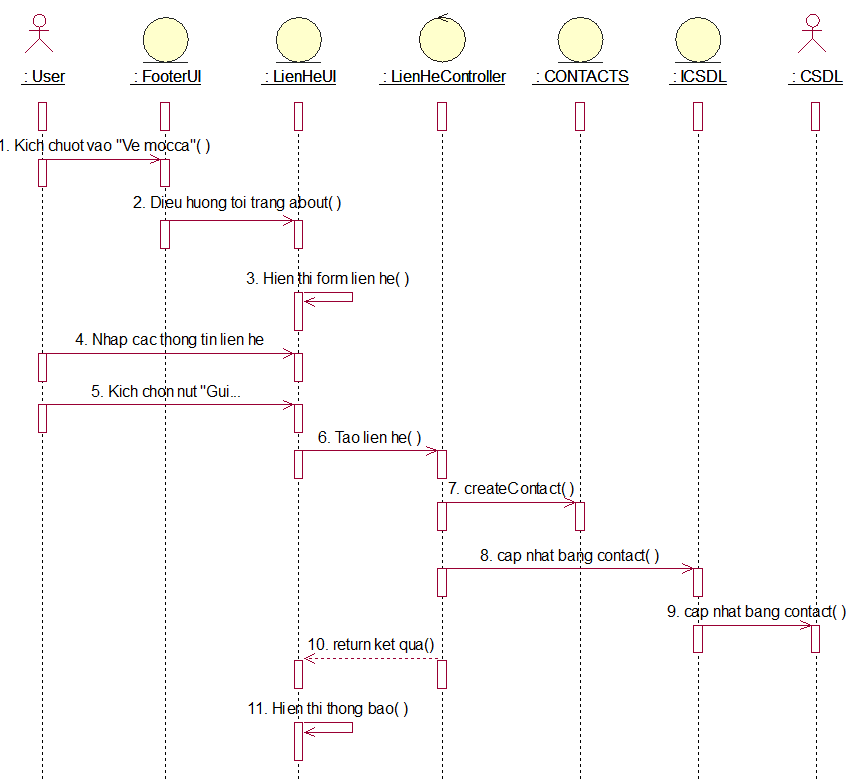 : User
: FooterUI
: LienHeUI
: LienHeController
: CONTACTS
: ICSDL
: CSDL
1. Kich chuot vao "Ve mocca"( )
2. Dieu huong toi trang about( )
3. Hien thi form lien he( )
4. Nhap cac thong tin lien he
5. Kich chon nut "Gui...
6. Tao lien he( )
7. createContact( )
8. cap nhat bang contact( )
9. cap nhat bang contact( )
10. return ket qua()
11. Hien thi thong bao( )